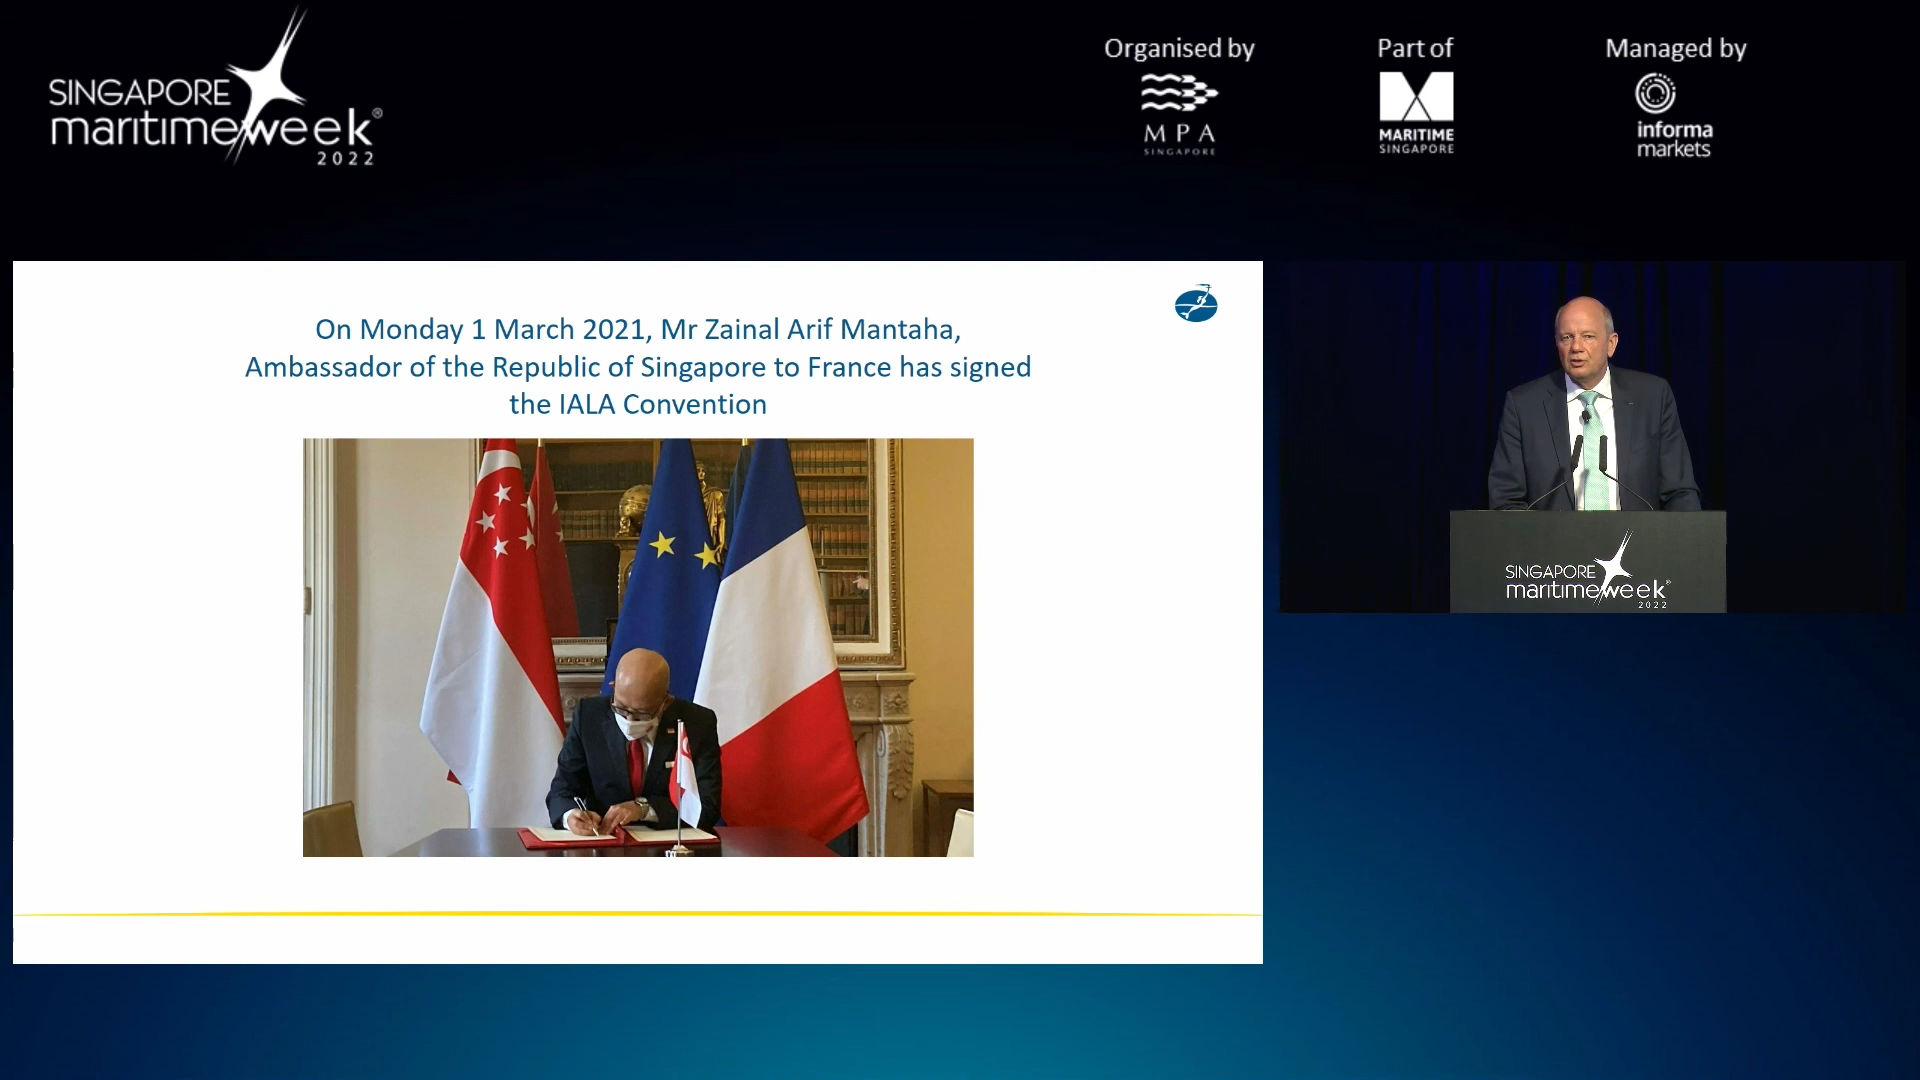 SINGAPORE
maritimeweek®
2022
Organised by
MPA
SINGAPORE
Part of
MARITIME
SINGAPORE
Managed by
informa
markets
On Monday 1 March 2021, Mr Zainal Arif Mantaha,
Ambassador of the Republic of Singapore to France has signed
the IALA Convention
SINGAPORE
maritimeweek®
2022